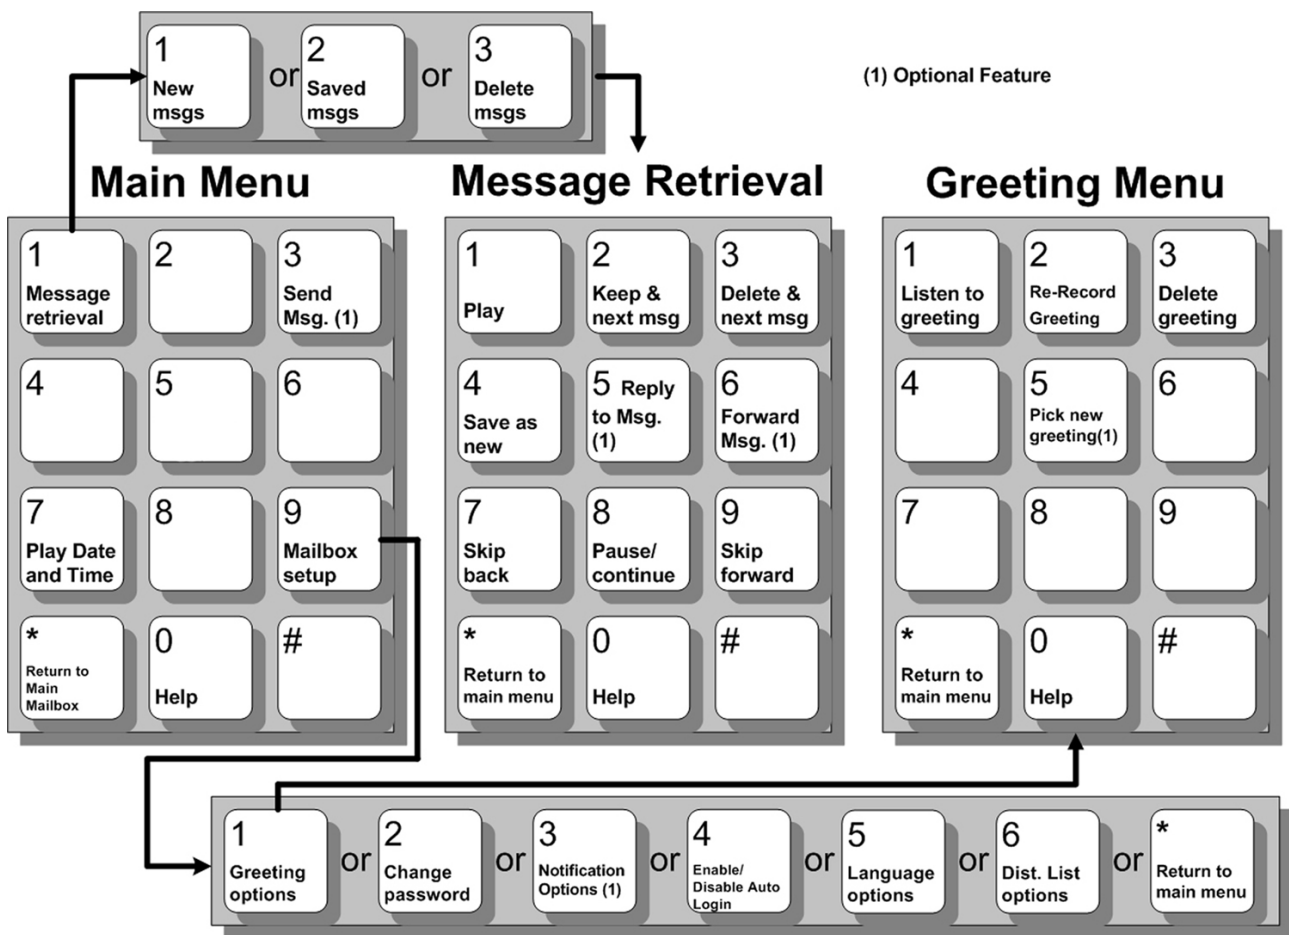 1
New
msgs
or
2
Saved
msgs
or
3
Delete
msgs
(1) Optional Feature
Main Menu
1
Message
retrieval
2
3
Send
Msg. (1)
4
5
6
7
Play Date
and Time
8
9
Mailbox
setup
*
Return to
Main
Mailbox
0
Help
#
Message Retrieval
1
Play
2
Keep &
next msg
3
Delete &
next msg
4
Save as
new
5 Reply
to Msg.
(1)
6
Forward
Msg. (1)
7
Skip
back
8
Pause/
continue
9
Skip
forward
*
Return to
main menu
0
Help
#
Greeting Menu
1
Listen to
greeting
2
Re-Record
Greeting
3
Delete
greeting
4
5
Pick new
greeting(1)
6
7
8
9
*
Return to
main menu
0
Help
#
1
Greeting
options
or
2
Change
password
or
3
Notification
Options (1)
or
4
Enable/
Disable Auto
Login
or
5
Language
options
or
6
Dist. List
options
or
*
Return to
main menu